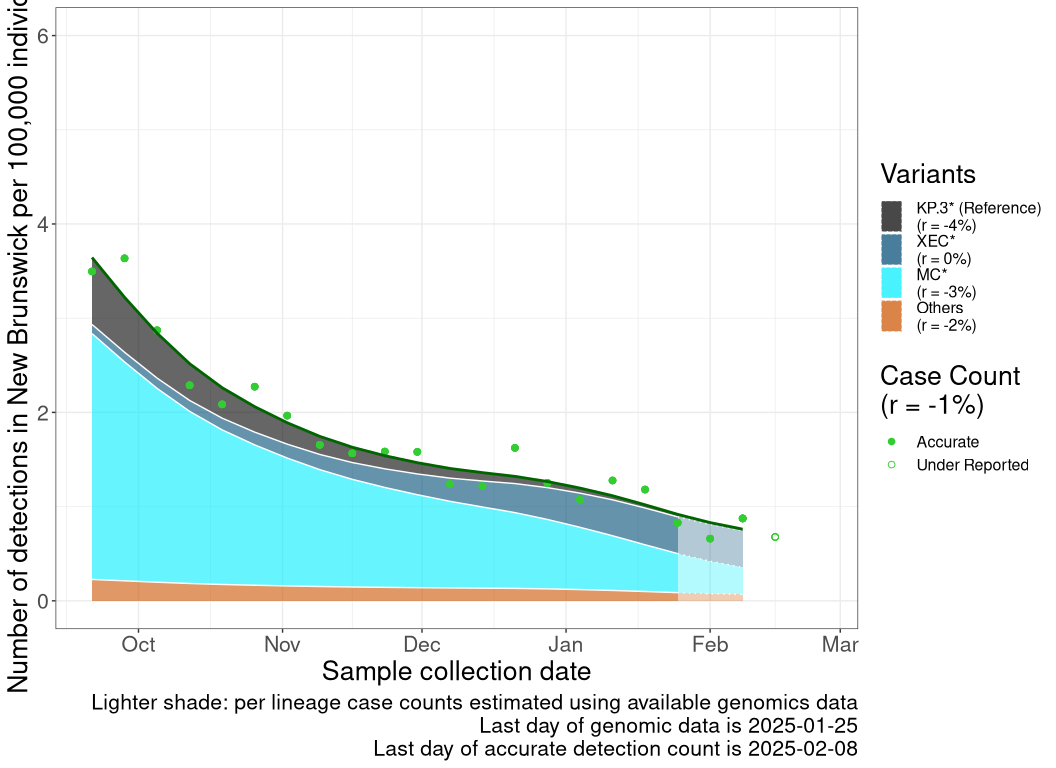 Number of detections in New Brunswick per 100,000
6
4
2
0
Oct Nov Dec Jan Feb Mar
Sample collection date
Lighter shade: per lineage case counts estimated using available genomics data
Last day of genomic data is 2025-01-25
Last day of accurate detection count is 2025-02-08
Variants
KP.3* (Reference)
(r = -4%)
XEC*
(r = 0%)
MC*
(r = -3%)
Others
(r = -2%)
Case Count
(r = -1%)
Accurate
Under Reported